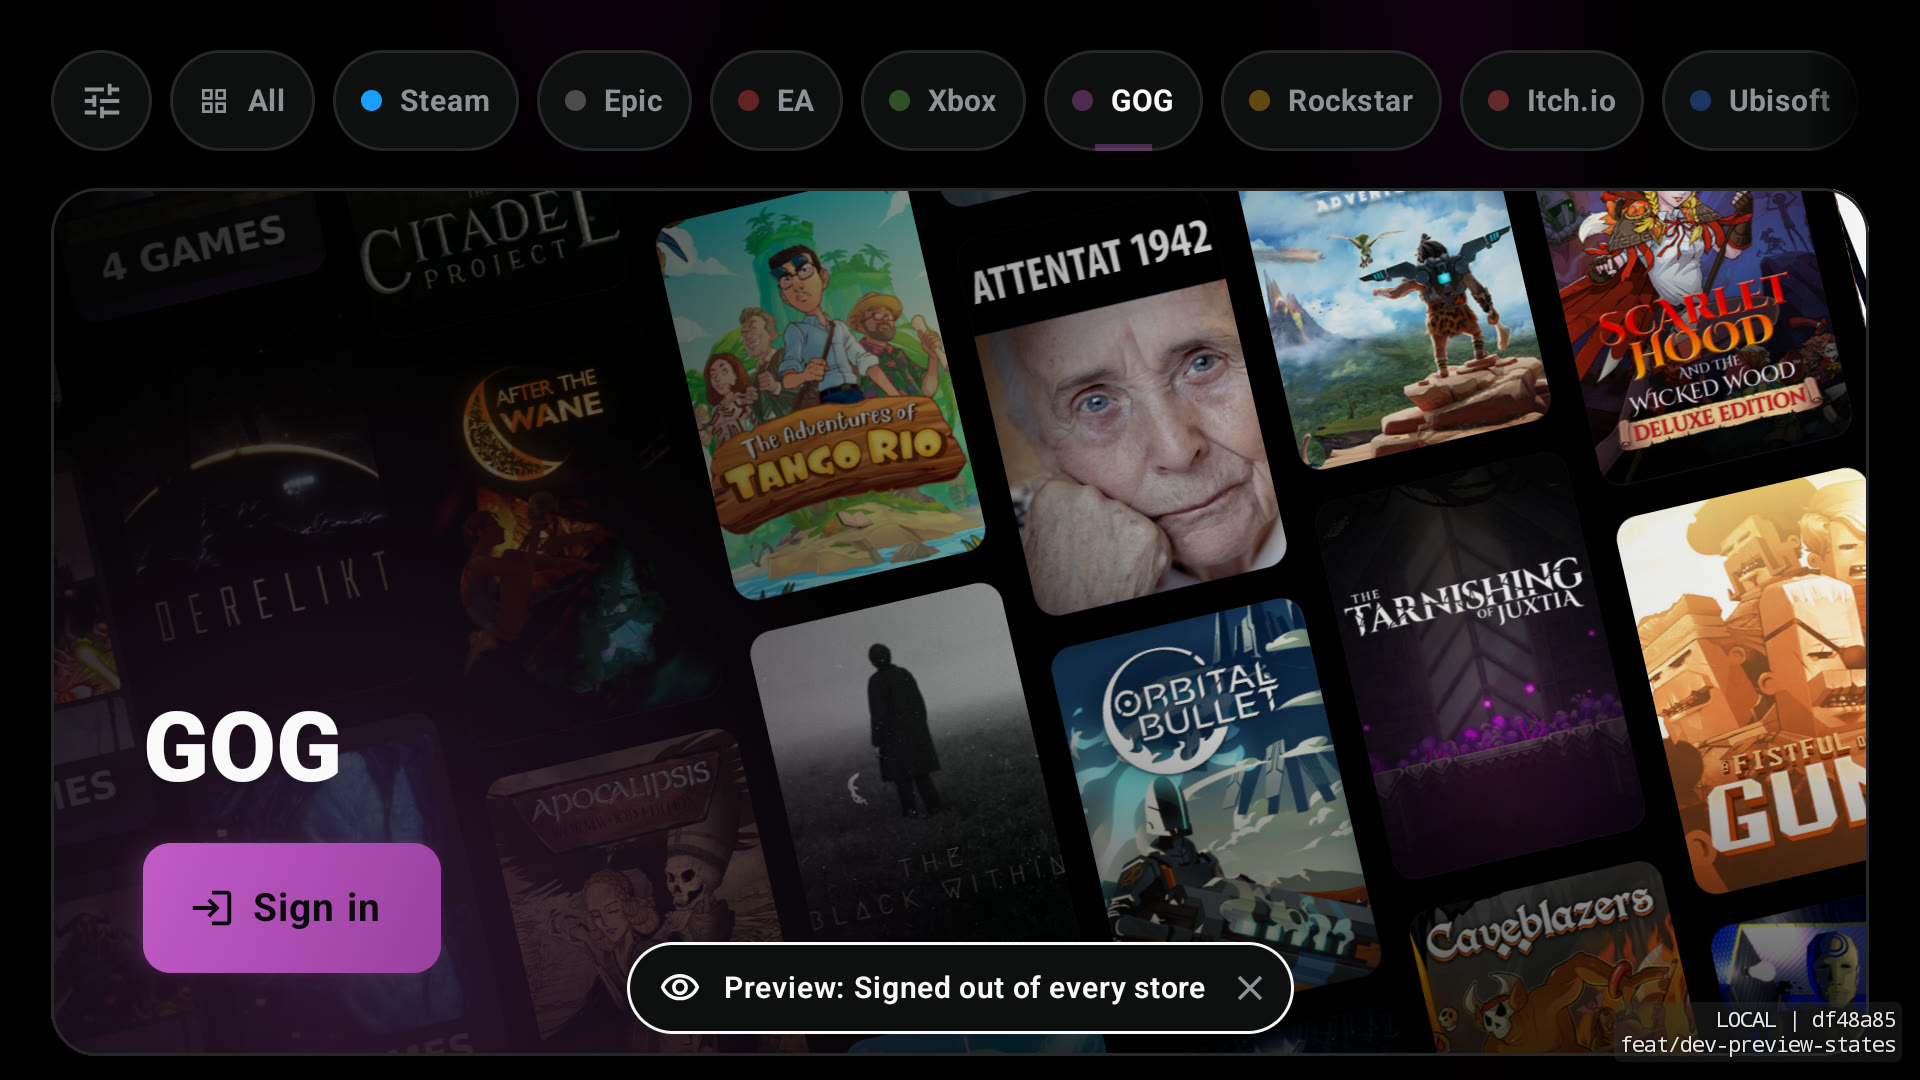 All
Steam
Epic
EA
Xbox
GOG
Rockstar
Itch.io
Ubisoft
4 GAMES
THE
CITADEL
PROJECT
ATTENTAT 1942
SCARLET
HOOD
AND THE
WICKED WOOD
DELUXE EDITION
AFTER THE
WANE
The Adventures of
TANGO RIO
DERELIKT
THE
TARNISHING
OF JUXTIA
ORBITAL
BULLET
GOG
APOCALIPSIS
A FISTFUL
GUN
THE
BLACK WITHIN
Sign in
Caveblazers
Preview: Signed out of every store
LOCAL | df48a85
feat/dev-preview-states